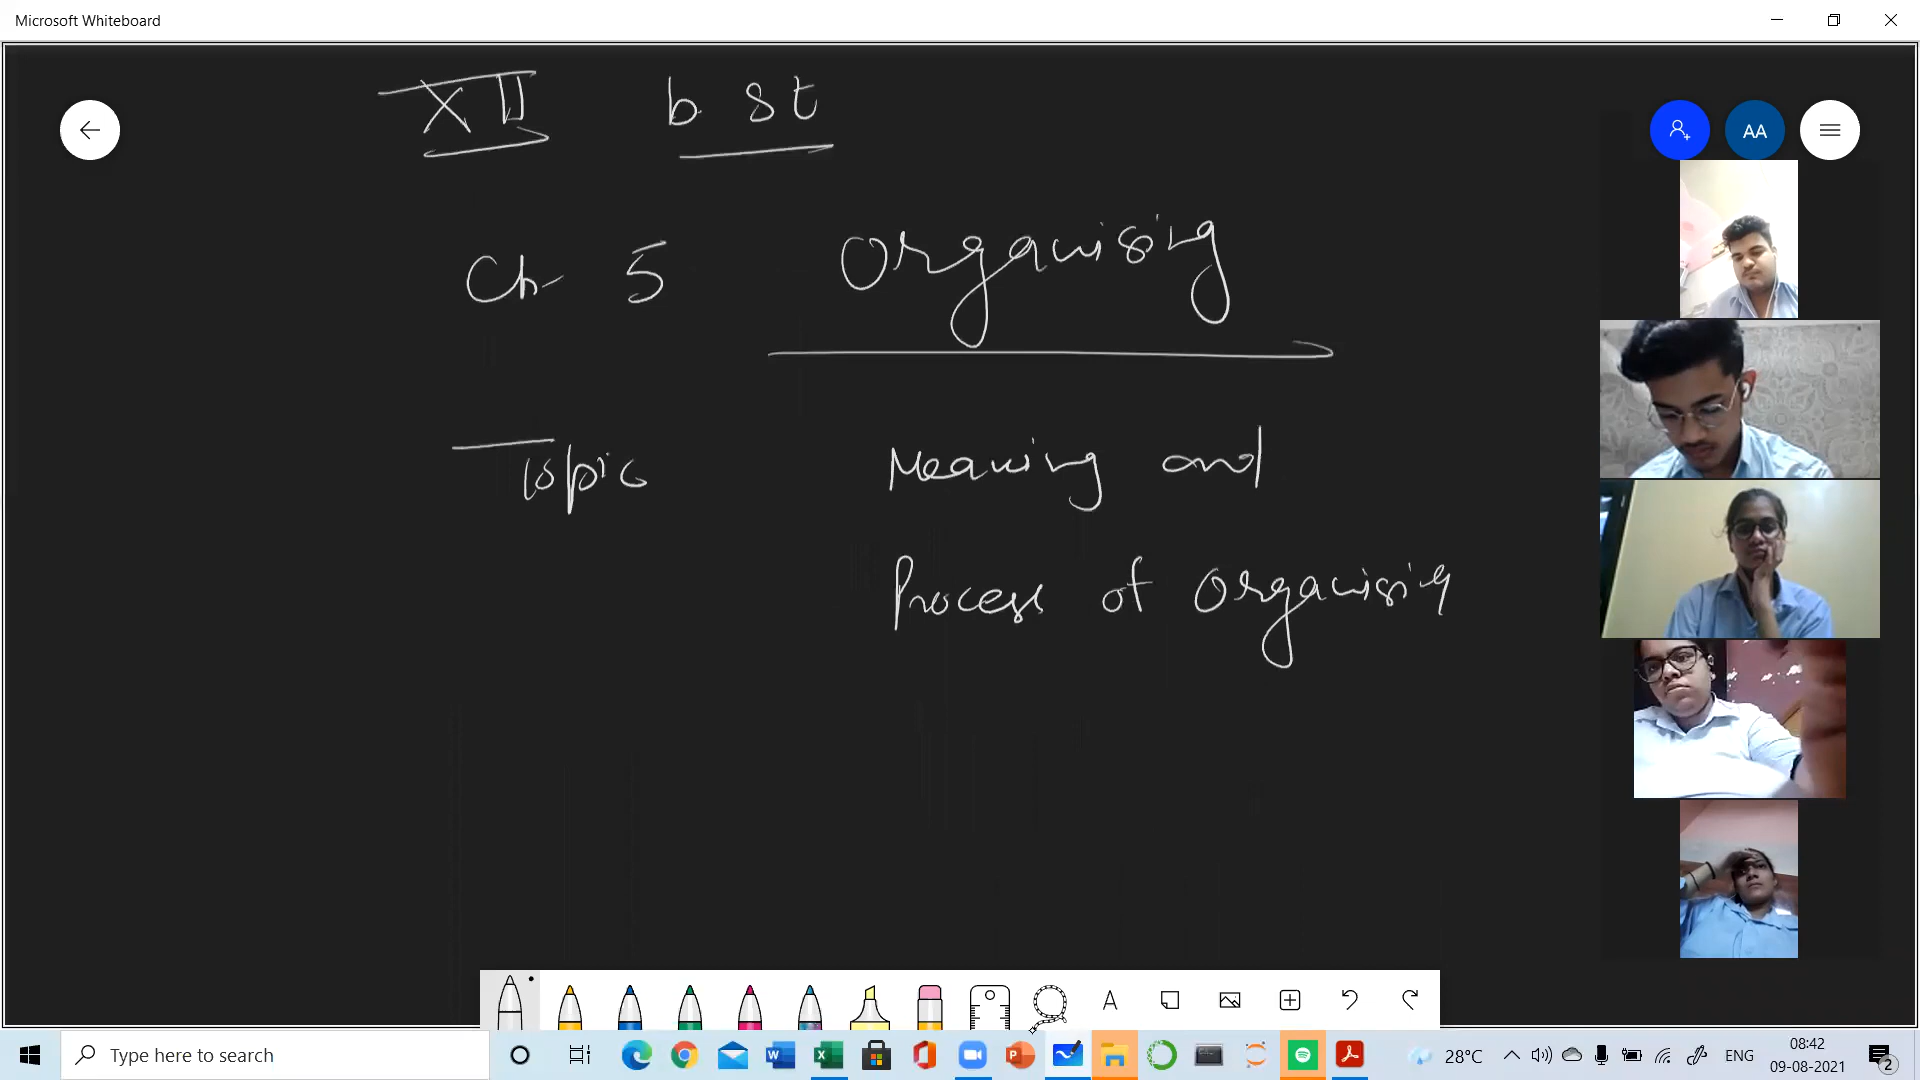 Microsoft Whiteboard
XII b st
AA
Ch 5 Organising
Topic Meaning and
Process of Organising
A
Type here to search
28°C
ENG
08:42
09-08-2021
2